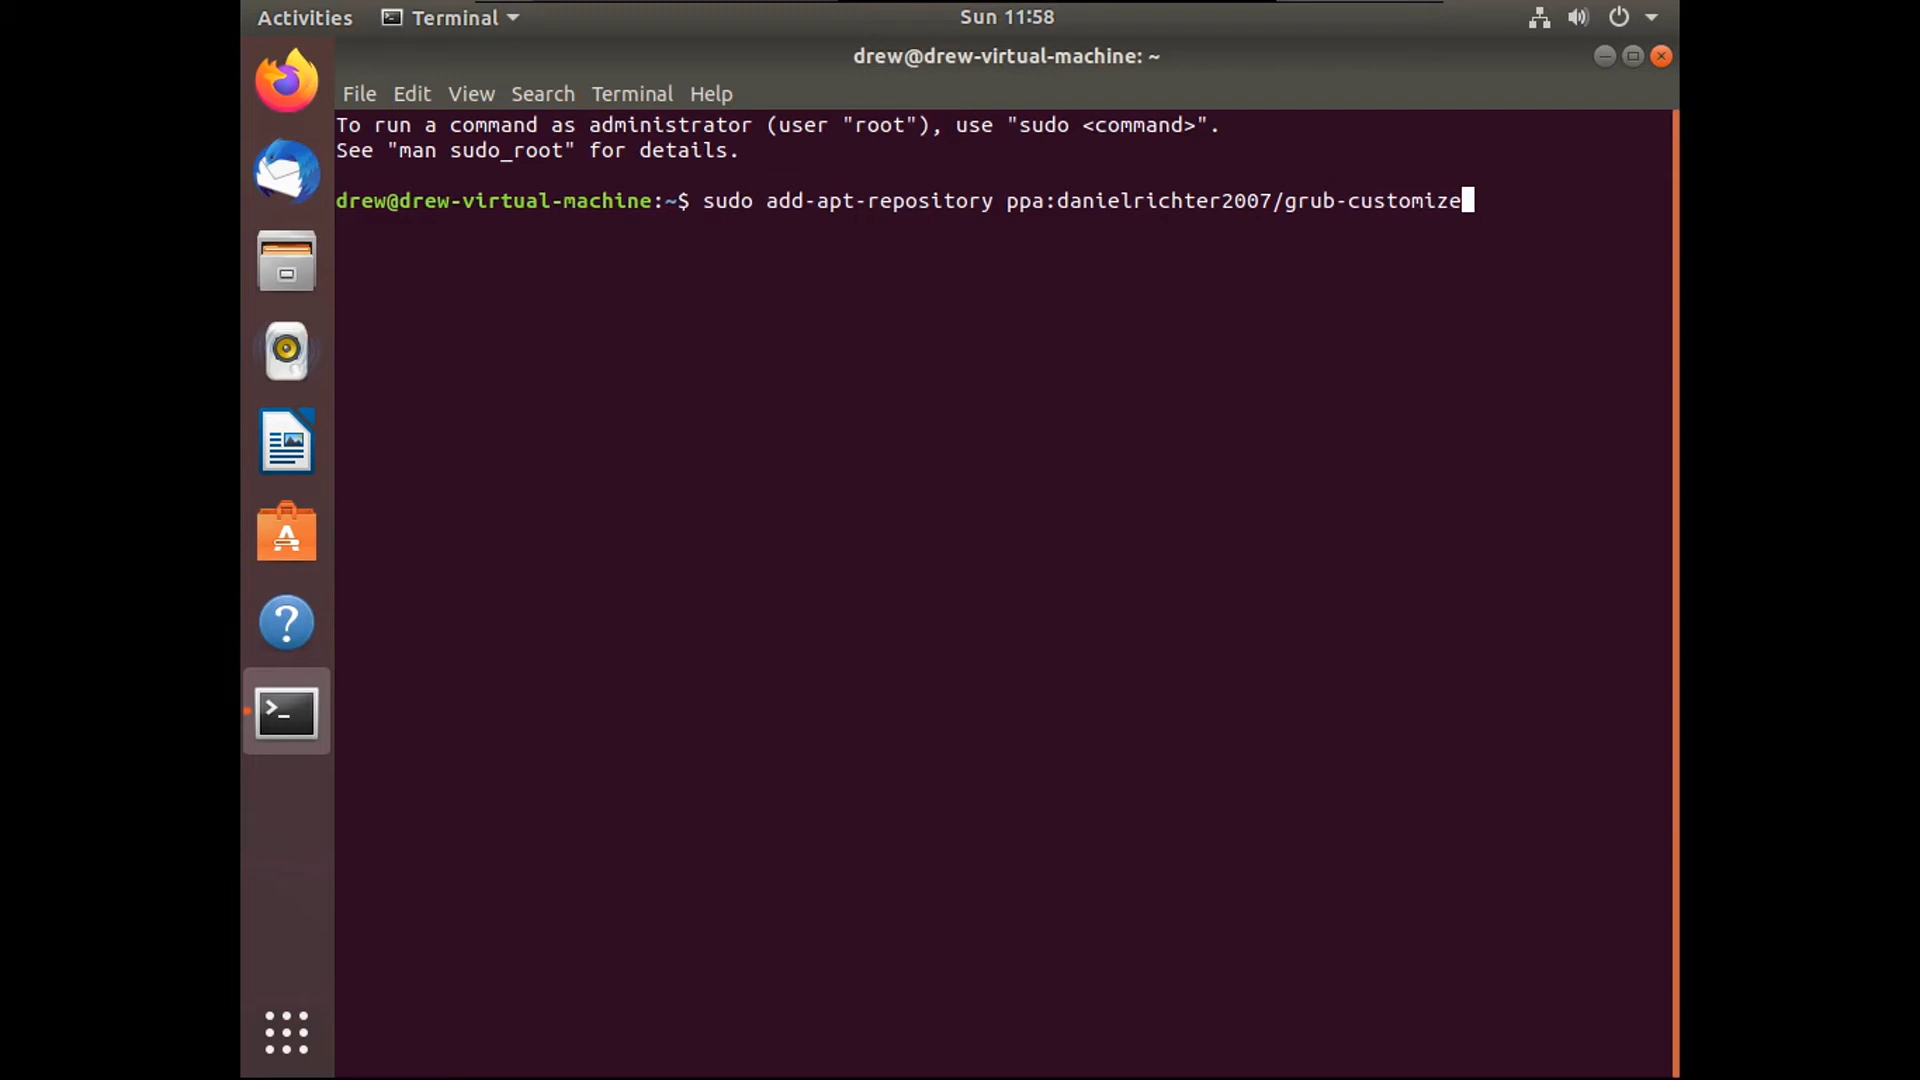 Activities Terminal Sun 11:58
drew@drew-virtual-machine: ~
File Edit View Search Terminal Help
To run a command as administrator (user "root"), use "sudo <command>".
See "man sudo_root" for details.
drew@drew-virtual-machine:~$ sudo add-apt-repository ppa:danielrichter2007/grub-customize